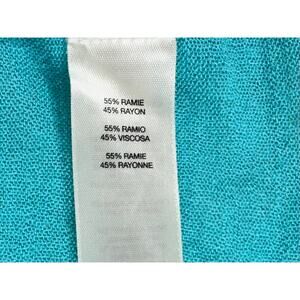 55% RAMIE
45% RAYON
55% RAMIO
45% VISCOSA
55% RAMIE
45% RAYONNE